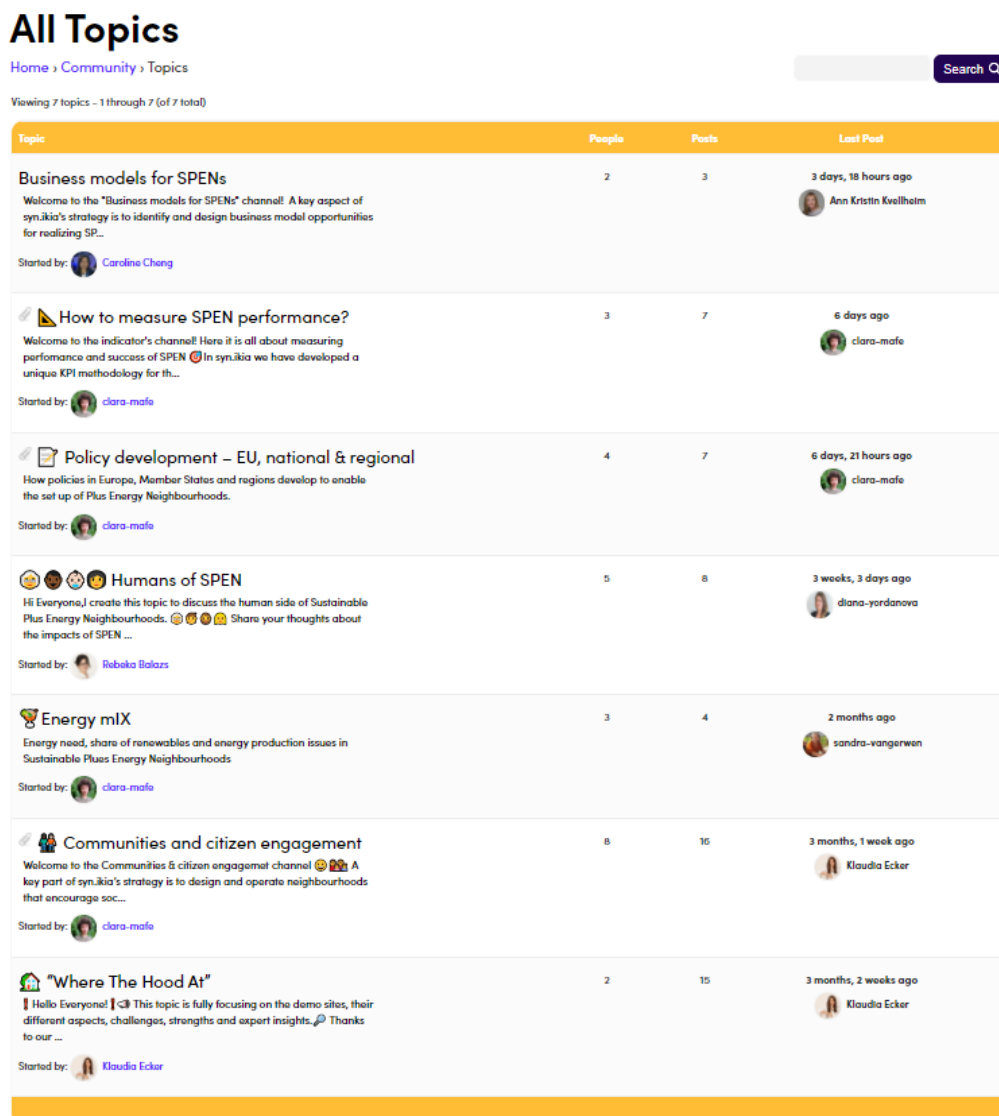 All Topics
Home › Community › Topics
Search
Viewing 7 topics - 1 through 7 (of 7 total)
Topic People Posts Last Post
Business models for SPENs 2 3 3 days, 18 hours ago
Welcome to the "Business models for SPENs" channel! A key aspect of Ann Kristin Kvellheim
syn.ikia's strategy is to identify and design business model opportunities
for realizing SP...
Started by: Caroline Cheng
How to measure SPEN performance? 3 7 6 days ago
Welcome to the indicator's channel! Here it is all about measuring clara-mafe
perfomance and success of SPEN 🎯In syn.ikia we have developed a
unique KPI methodology for th...
Started by: clara-mafe
Policy development – EU, national & regional 4 7 6 days, 21 hours ago
How policies in Europe, Member States and regions develop to enable clara-mafe
the set up of Plus Energy Neighbourhoods.
Started by: clara-mafe
Humans of SPEN 5 8 3 weeks, 3 days ago
Hi Everyone,I create this topic to discuss the human side of Sustainable diana-yordanova
Plus Energy Neighbourhoods. Share your thoughts about
the impacts of SPEN ...
Started by: Rebeka Balazs
Energy mIX 3 4 2 months ago
Energy need, share of renewables and energy production issues in sandra-vangerwen
Sustainable Plues Energy Neighbourhoods
Started by: clara-mafe
Communities and citizen engagement 8 16 3 months, 1 week ago
Welcome to the Communities & citizen engagemet channel A Klaudia Ecker
key part of syn.ikia's strategy is to design and operate neighbourhoods
that encourage soc...
Started by: clara-mafe
"Where The Hood At" 2 15 3 months, 2 weeks ago
Hello Everyone! This topic is fully focusing on the demo sites, their Klaudia Ecker
different aspects, challenges, strengths and expert insights. Thanks
to our ...
Started by: Klaudia Ecker